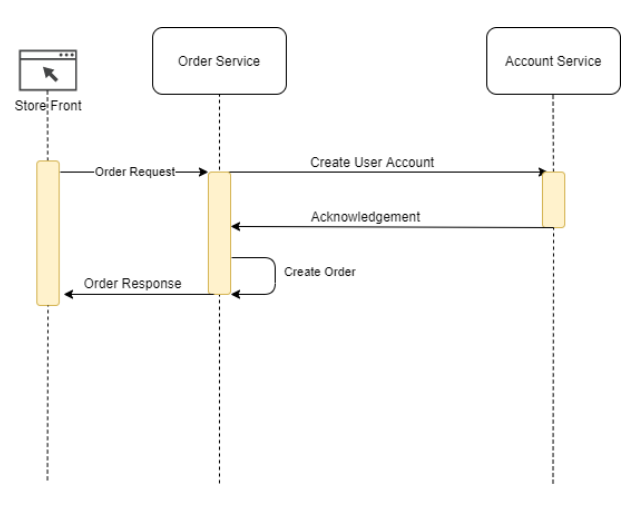 Order Service
Account Service
Store Front
Order Request
Create User Account
Acknowledgement
Create Order
Order Response